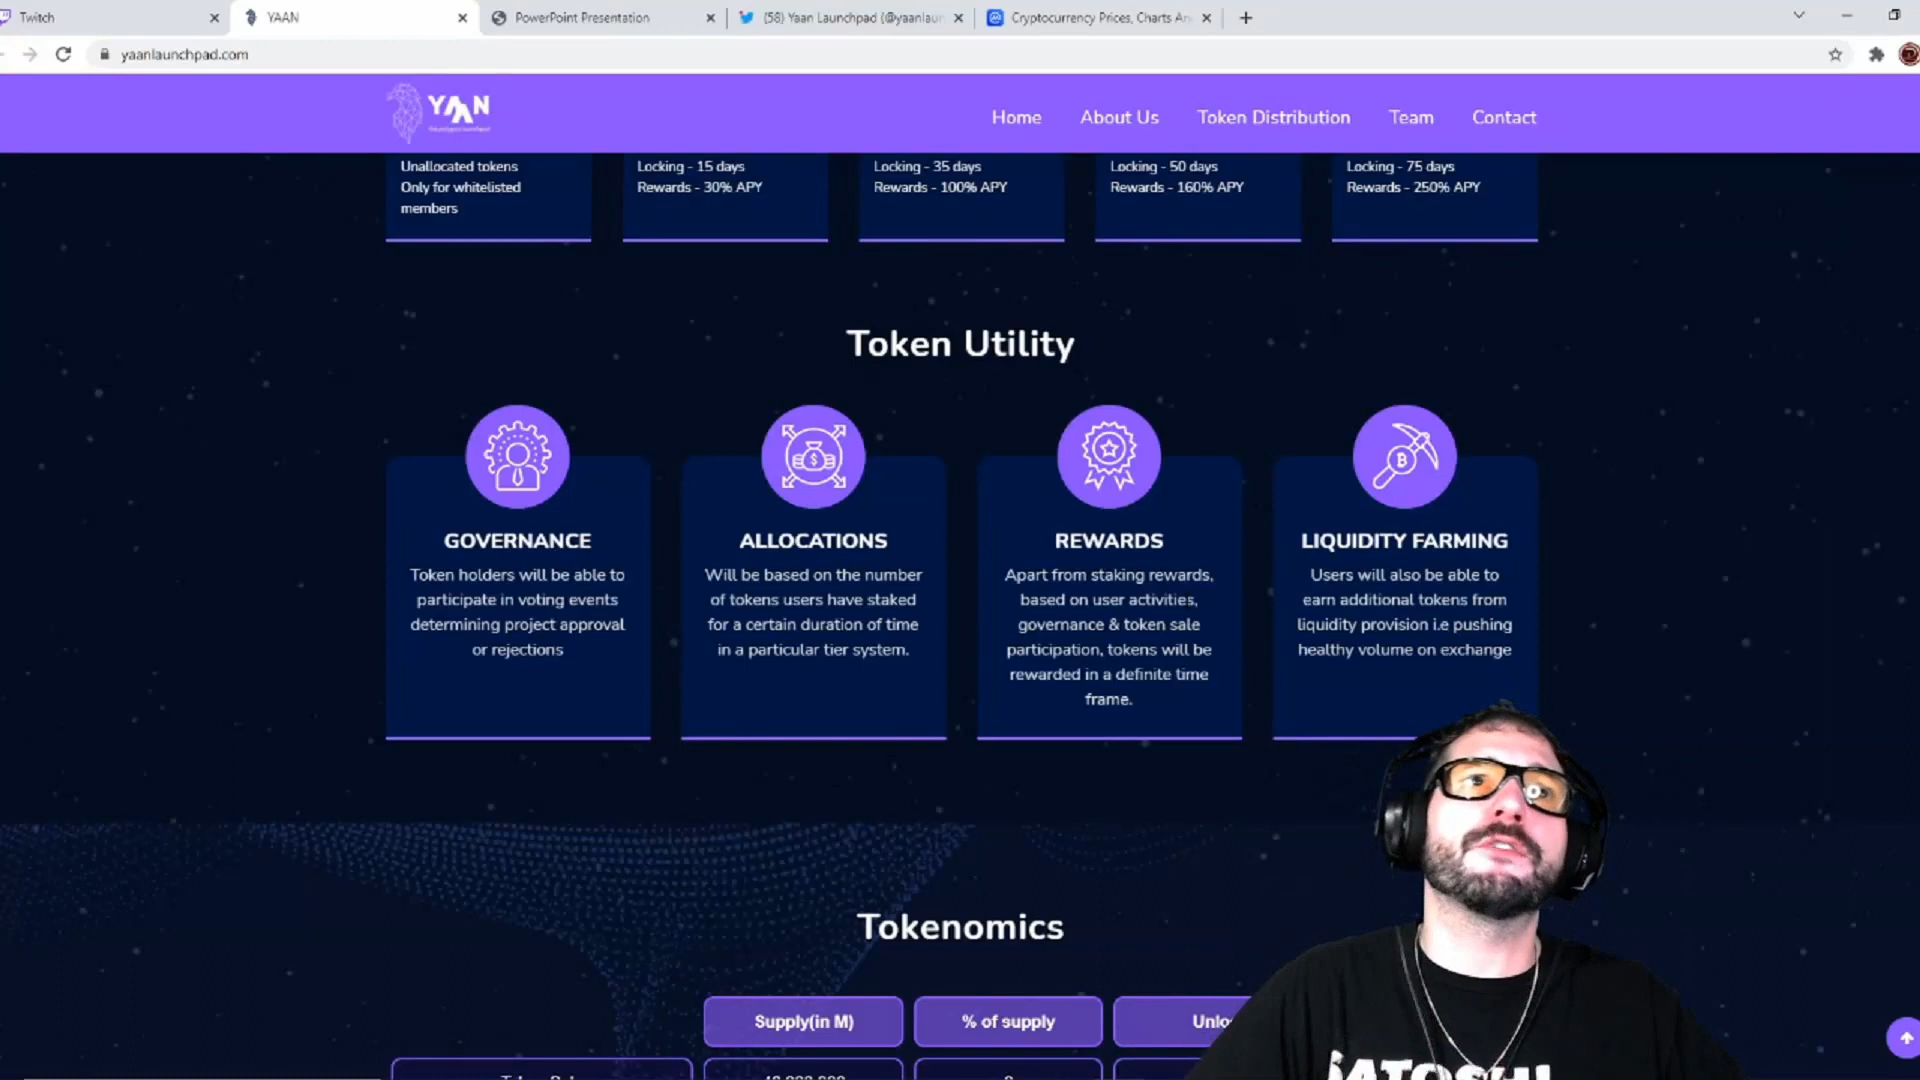 Twitch
YAAN
PowerPoint Presentation
(58) Yaan Launchpad (@yaanlaun
Cryptocurrency Prices, Charts An
yaanlaunchpad.com
YAAN
Home
About Us
Token Distribution
Team
Contact
Unallocated tokens
Only for whitelisted
members
Locking - 15 days
Rewards - 30% APY
Locking - 35 days
Rewards - 100% APY
Locking - 50 days
Rewards - 160% APY
Locking - 75 days
Rewards - 250% APY
Token Utility
GOVERNANCE
Token holders will be able to
participate in voting events
determining project approval
or rejections
ALLOCATIONS
Will be based on the number
of tokens users have staked
for a certain duration of time
in a particular tier system.
REWARDS
Apart from staking rewards,
based on user activities,
governance & token sale
participation, tokens will be
rewarded in a definite time
frame.
LIQUIDITY FARMING
Users will also be able to
earn additional tokens from
liquidity provision i.e pushing
healthy volume on exchange
Tokenomics
Supply(in M)
% of supply
Unlo
SATOSHI